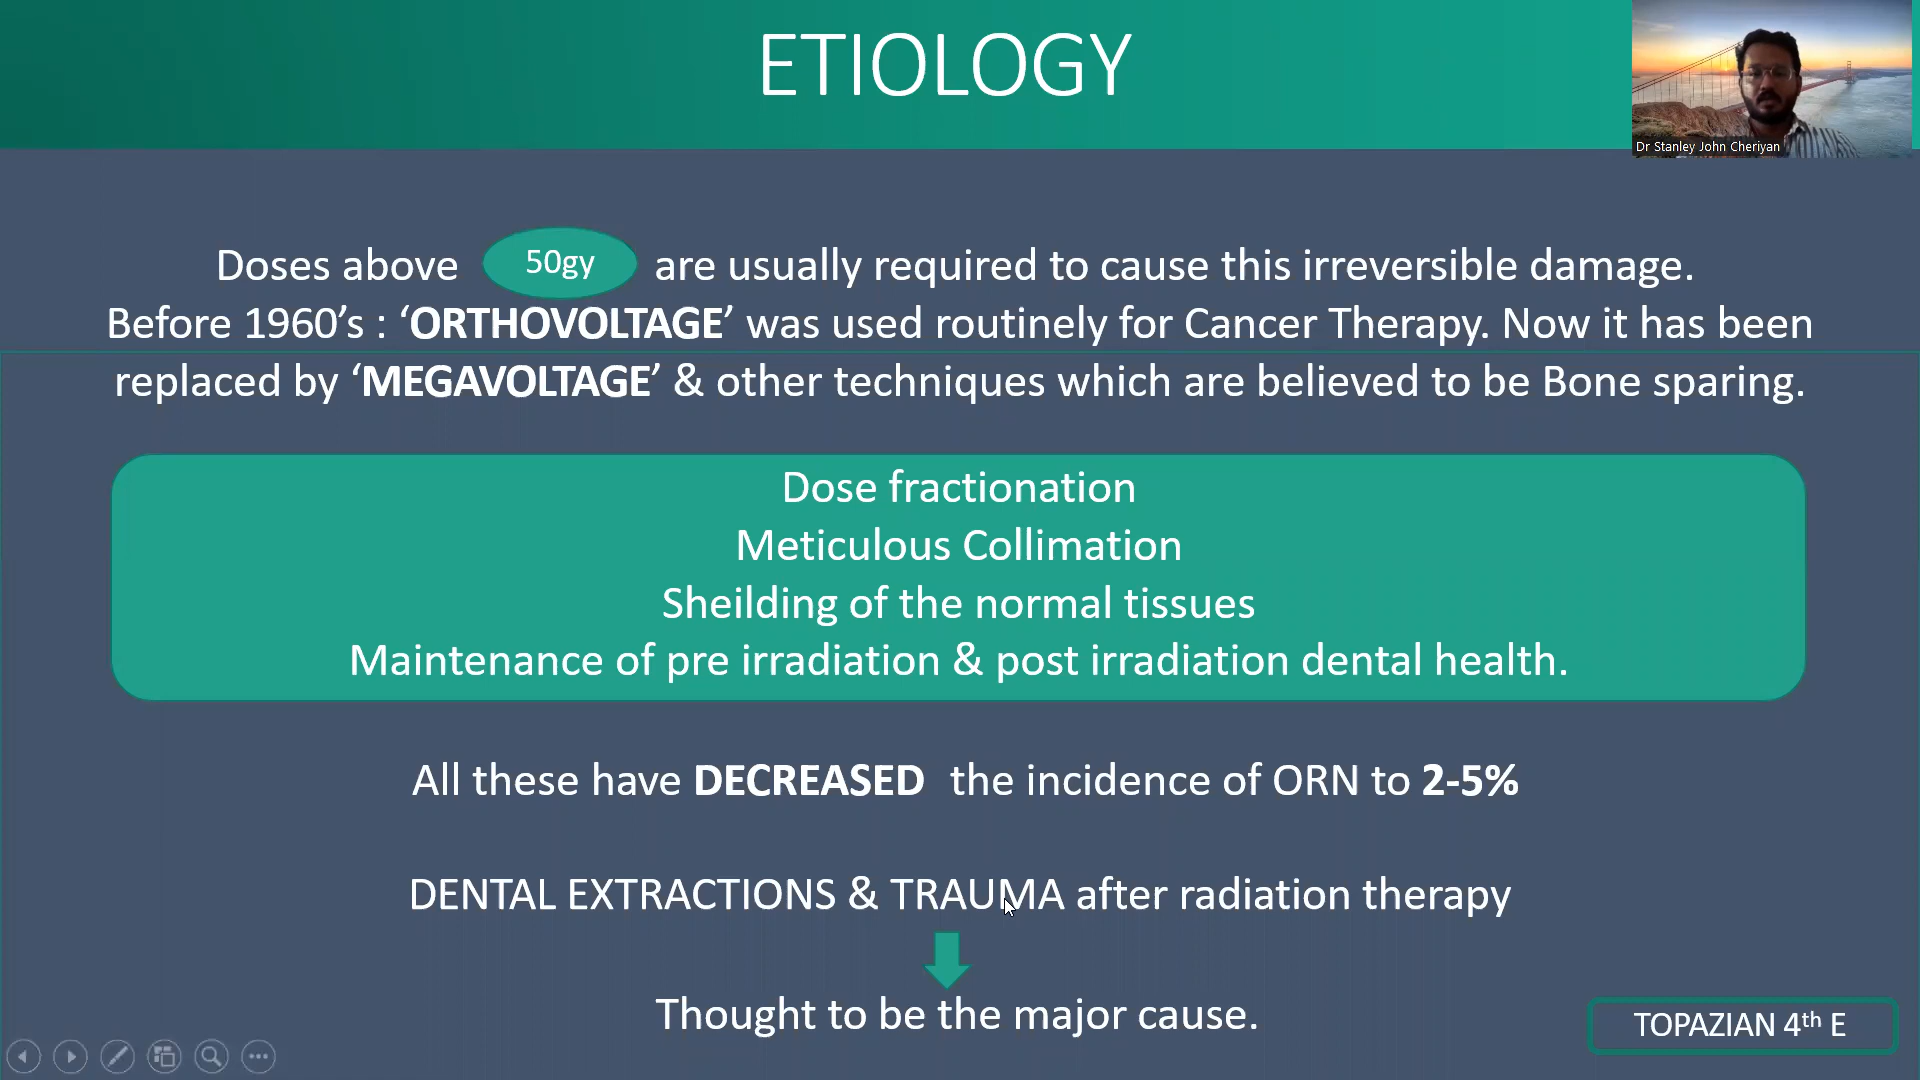 ETIOLOGY
Dr Stanley John Cheriyan
Doses above 50gy are usually required to cause this irreversible damage.
Before 1960’s : ‘ORTHOVOLTAGE’ was used routinely for Cancer Therapy. Now it has been
replaced by ‘MEGAVOLTAGE’ & other techniques which are believed to be Bone sparing.
Dose fractionation
Meticulous Collimation
Sheilding of the normal tissues
Maintenance of pre irradiation & post irradiation dental health.
All these have DECREASED the incidence of ORN to 2-5%
DENTAL EXTRACTIONS & TRAUMA after radiation therapy
Thought to be the major cause.
TOPAZIAN 4th E